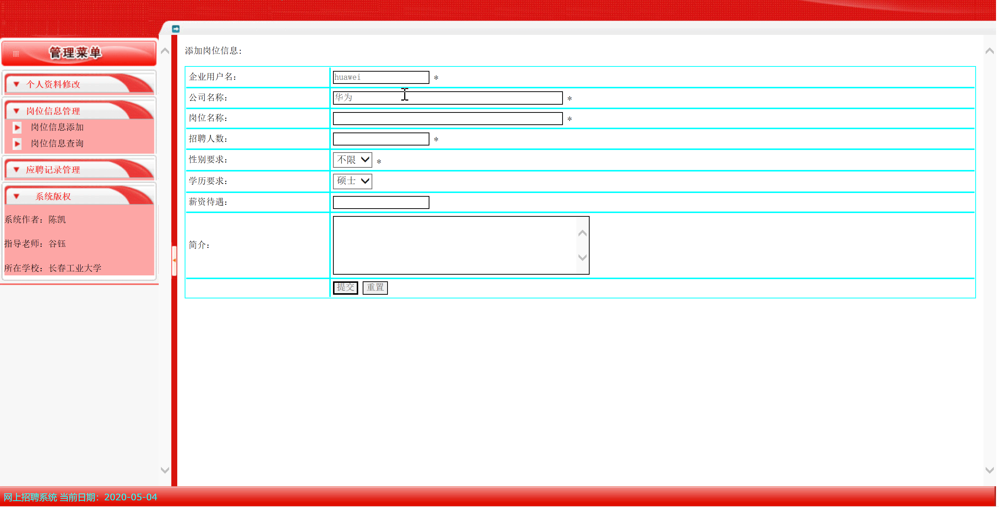 管理菜单
个人资料修改
岗位信息管理
岗位信息添加
岗位信息查询
应聘记录管理
系统版权
系统作者：陈凯
指导老师：谷钰
所在学校：长春工业大学
添加岗位信息:
企业用户名： huawei *
公司名称： 华为 *
岗位名称： *
招聘人数： *
性别要求： 不限 *
学历要求： 硕士
薪资待遇：
简介：
提交 重置
网上招聘系统 当前日期：2020-05-04